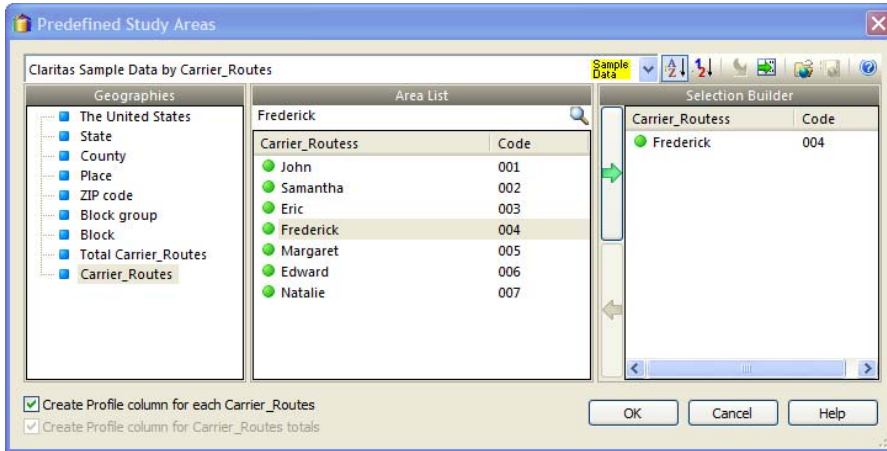 Predefined Study Areas
Claritas Sample Data by Carrier_Routes
Sample Data
Geographies
The United States
State
County
Place
ZIP code
Block group
Block
Total Carrier_Routes
Carrier_Routes
Area List
Frederick
Carrier_Routess Code
John 001
Samantha 002
Eric 003
Frederick 004
Margaret 005
Edward 006
Natalie 007
Selection Builder
Carrier_Routess Code
Frederick 004
Create Profile column for each Carrier_Routes
Create Profile column for Carrier_Routes totals
OK Cancel Help